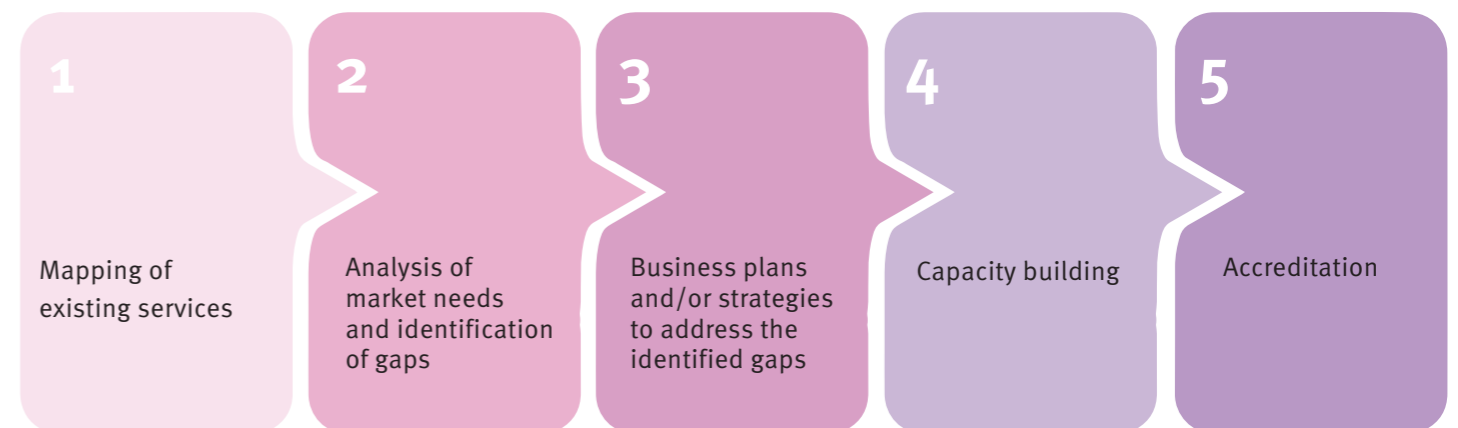 1
Mapping of
existing services
2
Analysis of
market needs
and identification
of gaps
3
Business plans
and/or strategies
to address the
identified gaps
4
Capacity building
5
Accreditation